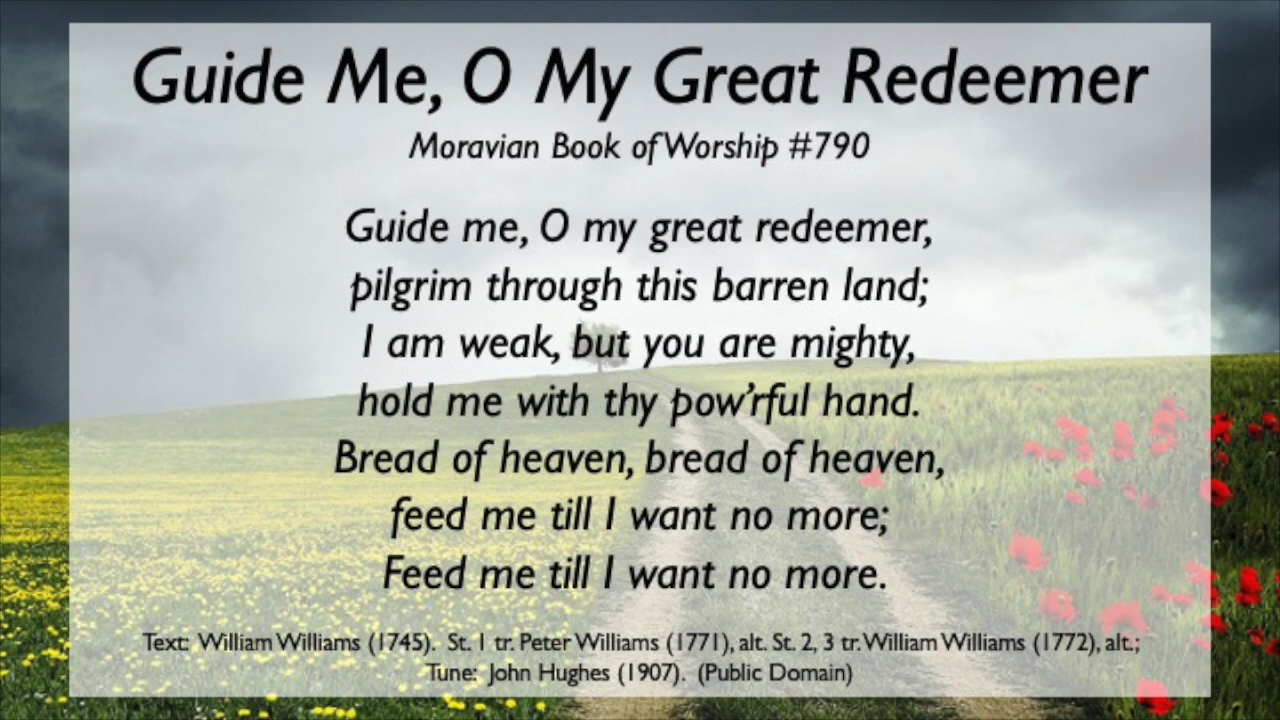 Guide Me, O My Great Redeemer
Moravian Book of Worship #790
Guide me, O my great redeemer,
pilgrim through this barren land;
I am weak, but you are mighty,
hold me with thy pow’rful hand.
Bread of heaven, bread of heaven,
feed me till I want no more;
Feed me till I want no more.
Text: William Williams (1745). St. 1 tr. Peter Williams (1771), alt. St. 2, 3 tr. William Williams (1772), alt.;
Tune: John Hughes (1907). (Public Domain)